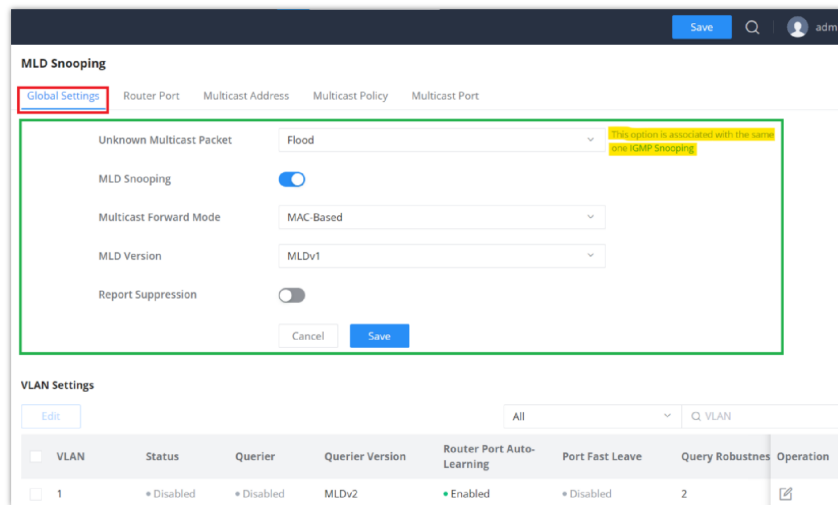 Save
adm
MLD Snooping
Global Settings Router Port Multicast Address Multicast Policy Multicast Port
Unknown Multicast Packet Flood This option is associated with the same
one IGMP Snooping
MLD Snooping
Multicast Forward Mode MAC-Based
MLD Version MLDv1
Report Suppression
Cancel Save
VLAN Settings
Edit All VLAN
VLAN Status Querier Querier Version Router Port Auto-
Learning Port Fast Leave Query Robustnes Operation
1 Disabled Disabled MLDv2 Enabled Disabled 2